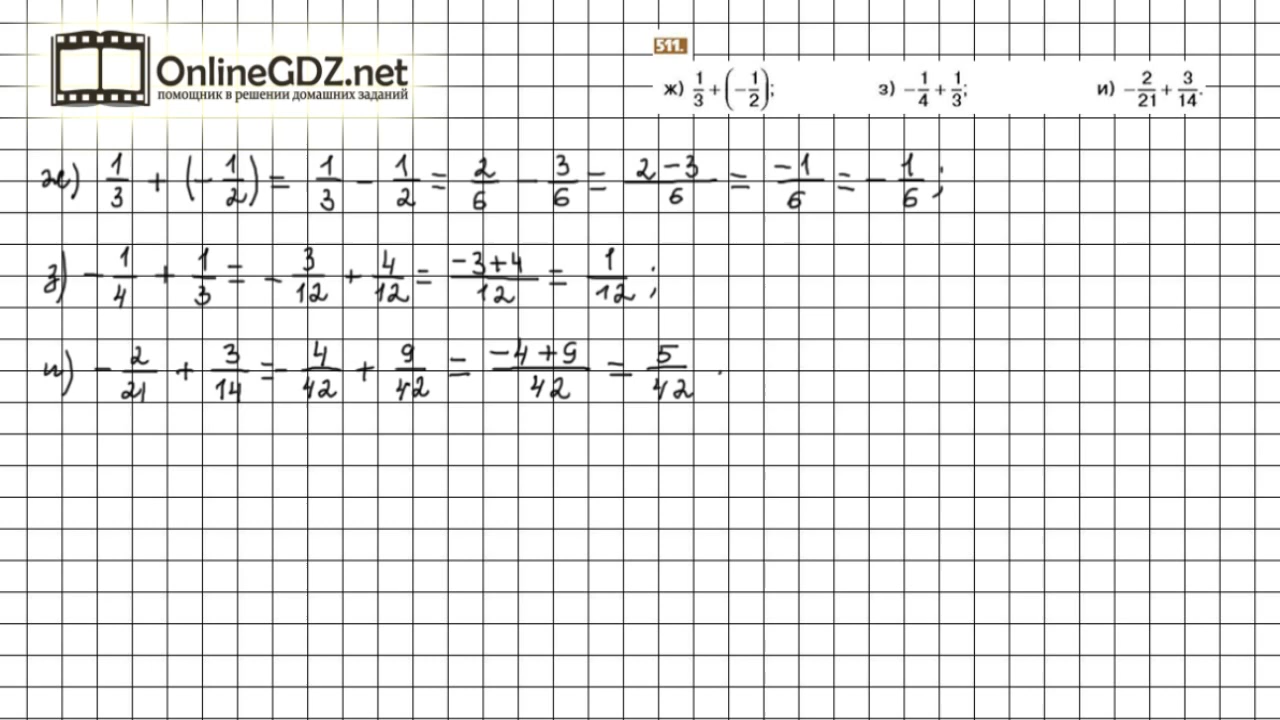 OnlineGDZ.net
помощник в решении домашних заданий
511.
ж) 1/3 + (-1/2); з) -1/4 + 1/3; и) -2/21 + 3/14.
ж) 1/3 + (-1/2) = 1/3 - 1/2 = 2/6 - 3/6 = (2-3)/6 = -1/6 = -1/6;
з) -1/4 + 1/3 = -3/12 + 4/12 = (-3+4)/12 = 1/12;
и) -2/21 + 3/14 = -4/42 + 9/42 = (-4+9)/42 = 5/42.